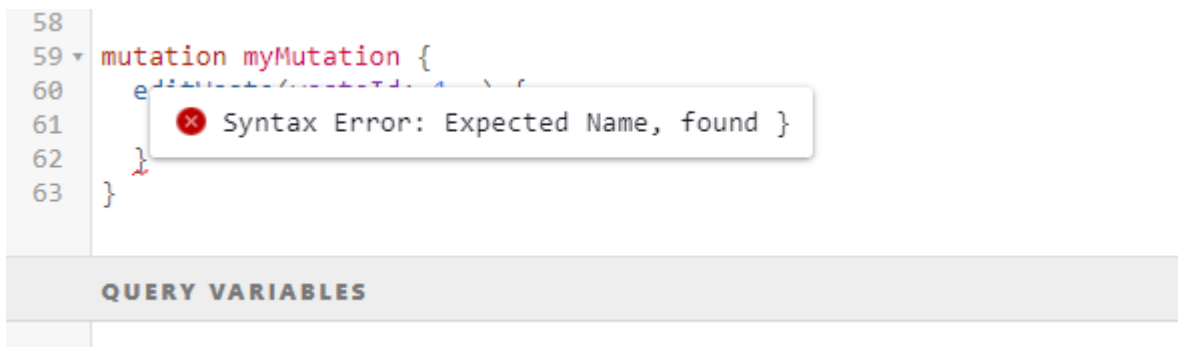 58
59 mutation myMutation {
60
61
Syntax Error: Expected Name, found }
62 }
63 }
QUERY VARIABLES